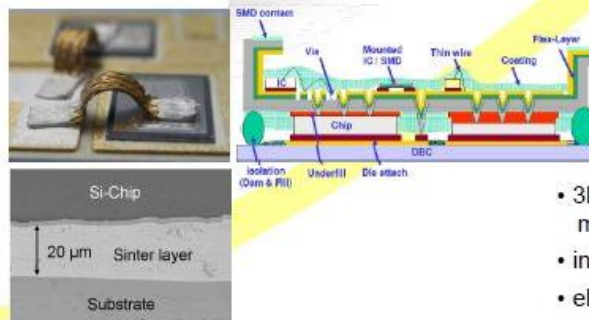 SMD contact
Via
Mounted
IC / SMD
Thin wire
Coating
Flex-Layer
IC
Chip
DBC
Isolation
(Dam & Fill)
Underfill
Die attach
Si-Chip
20 µm
Sinter layer
Substrate
• 3
m
• in
• el